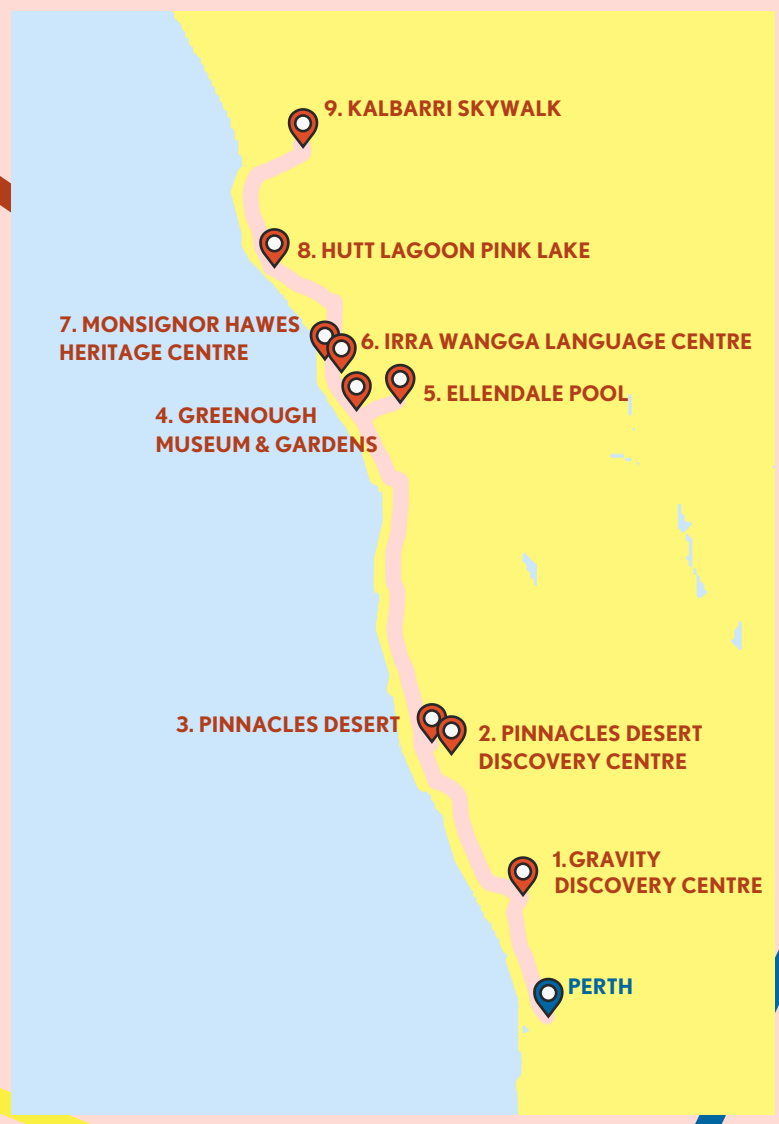 9. KALBARRI SKYWALK
8. HUTT LAGOON PINK LAKE
7. MONSIGNOR HAWES
HERITAGE CENTRE
6. IRRA WANGGA LANGUAGE CENTRE
5. ELLENDALE POOL
4. GREENOUGH
MUSEUM & GARDENS
3. PINNACLES DESERT
2. PINNACLES DESERT
DISCOVERY CENTRE
1.GRAVITY
DISCOVERY CENTRE
PERTH